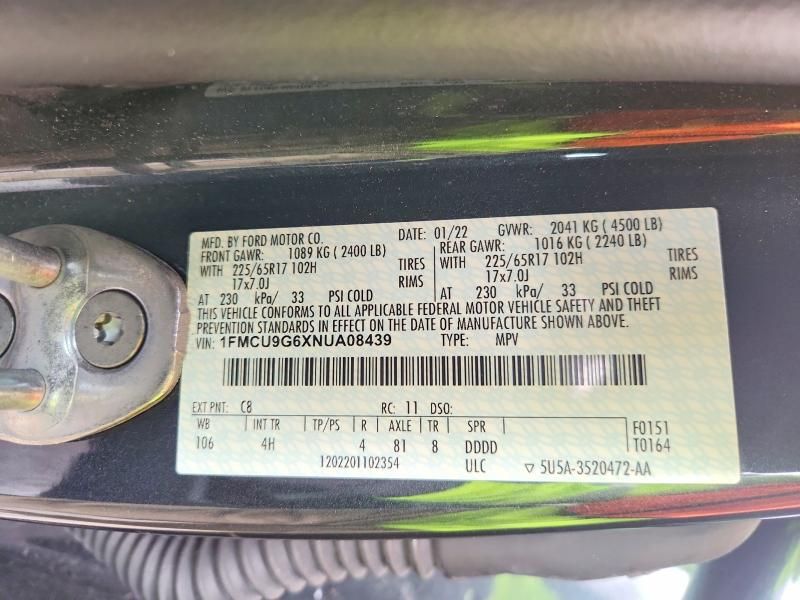 MFD. BY FORD MOTOR CO. DATE: 01/22 GVWR: 2041 KG ( 4500 LB)
FRONT GAWR: 1089 KG ( 2400 LB) REAR GAWR: 1016 KG ( 2240 LB)
WITH 225/65R17 102H TIRES WITH 225/65R17 102H TIRES
17x7.0J RIMS 17x7.0J RIMS
AT 230 kPa/ 33 PSI COLD AT 230 kPa/ 33 PSI COLD
THIS VEHICLE CONFORMS TO ALL APPLICABLE FEDERAL MOTOR VEHICLE SAFETY AND THEFT
PREVENTION STANDARDS IN EFFECT ON THE DATE OF MANUFACTURE SHOWN ABOVE.
VIN: 1FMCU9G6XNUA08439 TYPE: MPV
EXT PNT: C8 RC: 11 DSO:
WB INT TR TP/PS R AXLE TR SPR F0151
106 4H 4 81 8 DDDD T0164
1202201102354 ULC ▽ 5U5A-3520472-AA